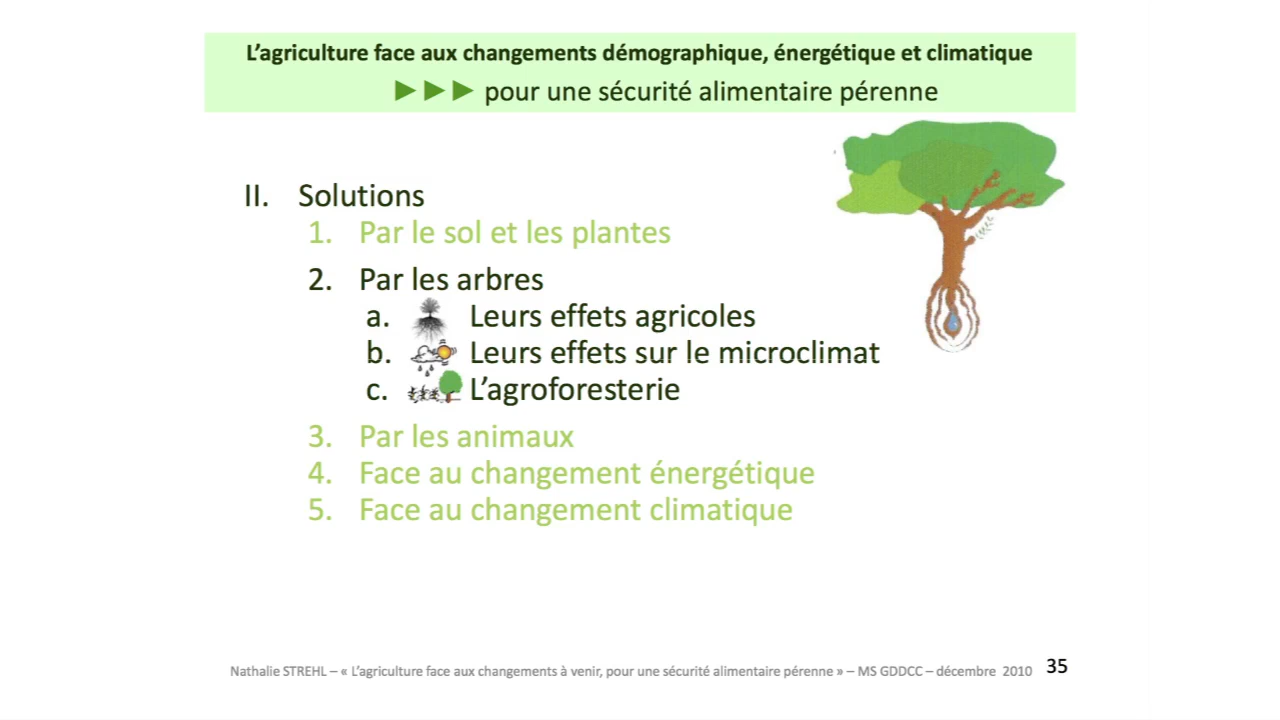 L’agriculture face aux changements démographique, énergétique et climatique
►►► pour une sécurité alimentaire pérenne
II. Solutions
1. Par le sol et les plantes
2. Par les arbres
a. Leurs effets agricoles
b. Leurs effets sur le microclimat
c. L’agroforesterie
3. Par les animaux
4. Face au changement énergétique
5. Face au changement climatique
Nathalie STREHL – « L’agriculture face aux changements à venir, pour une sécurité alimentaire pérenne » – MS GDDCC – décembre 2010 35